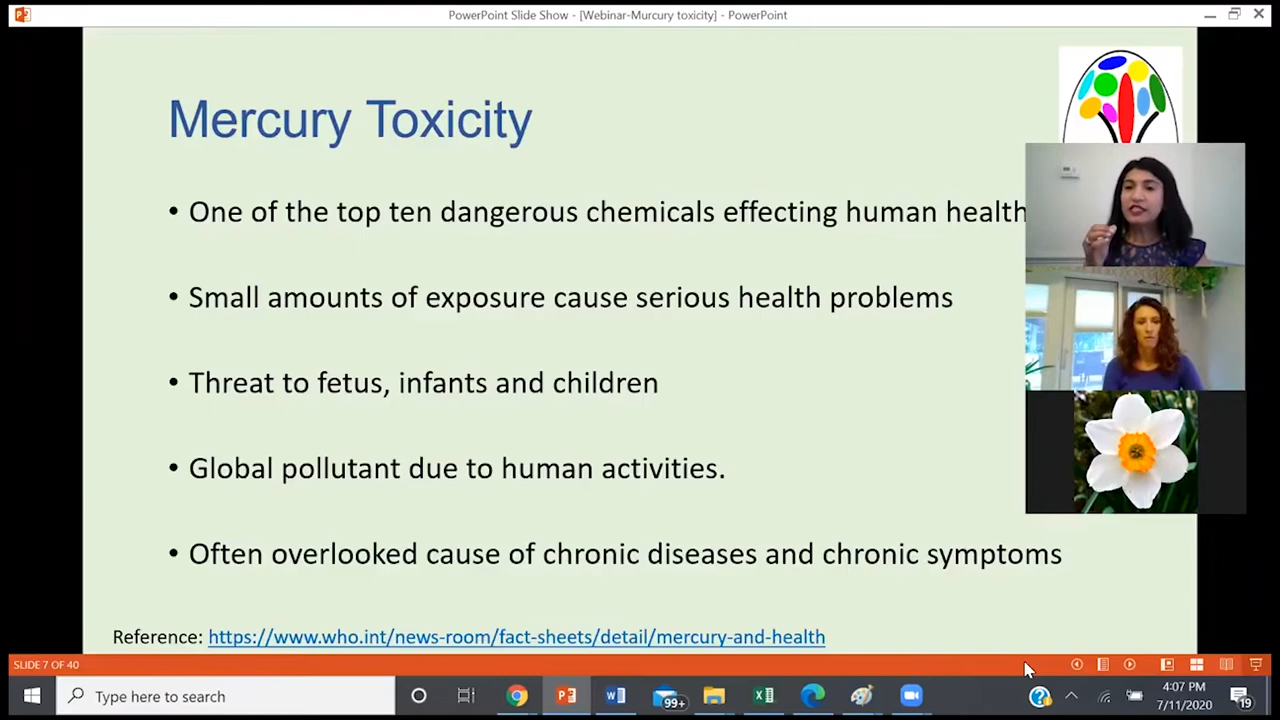 PowerPoint Slide Show - [Webinar-Murcury toxicity] - PowerPoint
Mercury Toxicity
• One of the top ten dangerous chemicals effecting human health
• Small amounts of exposure cause serious health problems
• Threat to fetus, infants and children
• Global pollutant due to human activities.
• Often overlooked cause of chronic diseases and chronic symptoms
Reference: https://www.who.int/news-room/fact-sheets/detail/mercury-and-health
SLIDE 7 OF 40
Type here to search
99+
4:07 PM
7/11/2020
19